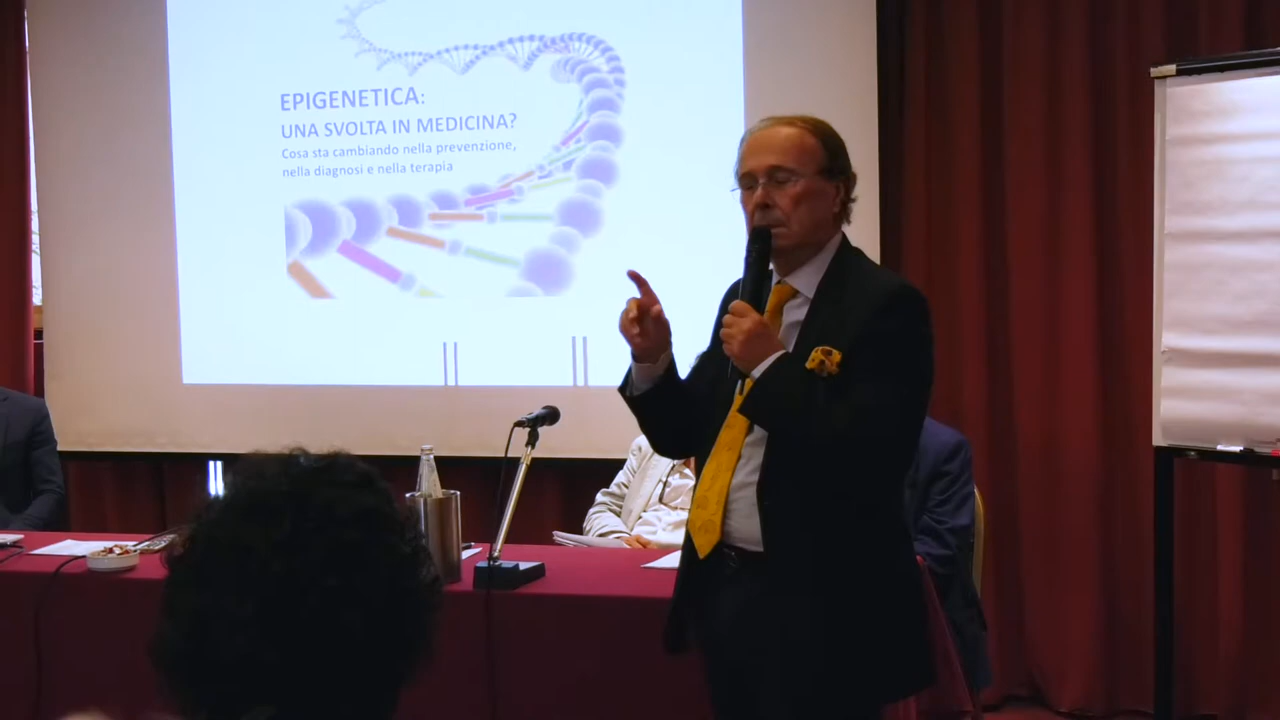 EPIGENETICA:
UNA SVOLTA IN MEDICINA?
Cosa sta cambiando nella prevenzione,
nella diagnosi e nella terapia